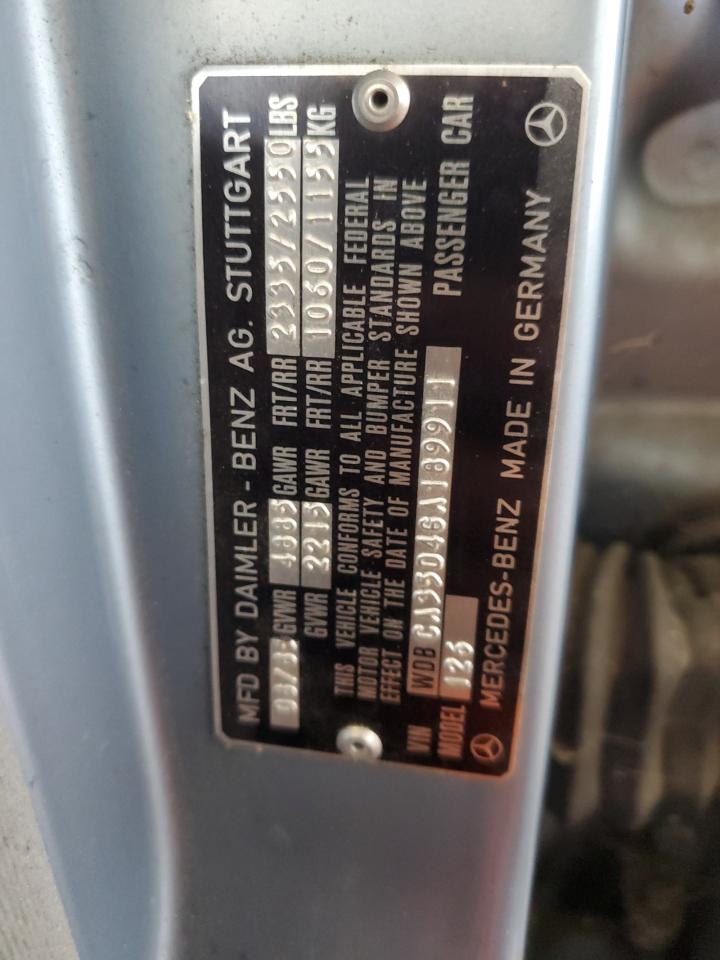 MFD BY DAIMLER - BENZ AG. STUTTGART
GVWR 4885 GAWR FRT/RR 2335/2550 LBS
GVWR 2215 GAWR FRT/RR 1060/1155 KG
THIS VEHICLE CONFORMS TO ALL APPLICABLE FEDERAL
MOTOR VEHICLE SAFETY AND BUMPER STANDARDS IN
EFFECT ON THE DATE OF MANUFACTURE SHOWN ABOVE
VIN WDB CA35D4GA189911
MODEL 126 PASSENGER CAR
MERCEDES-BENZ MADE IN GERMANY